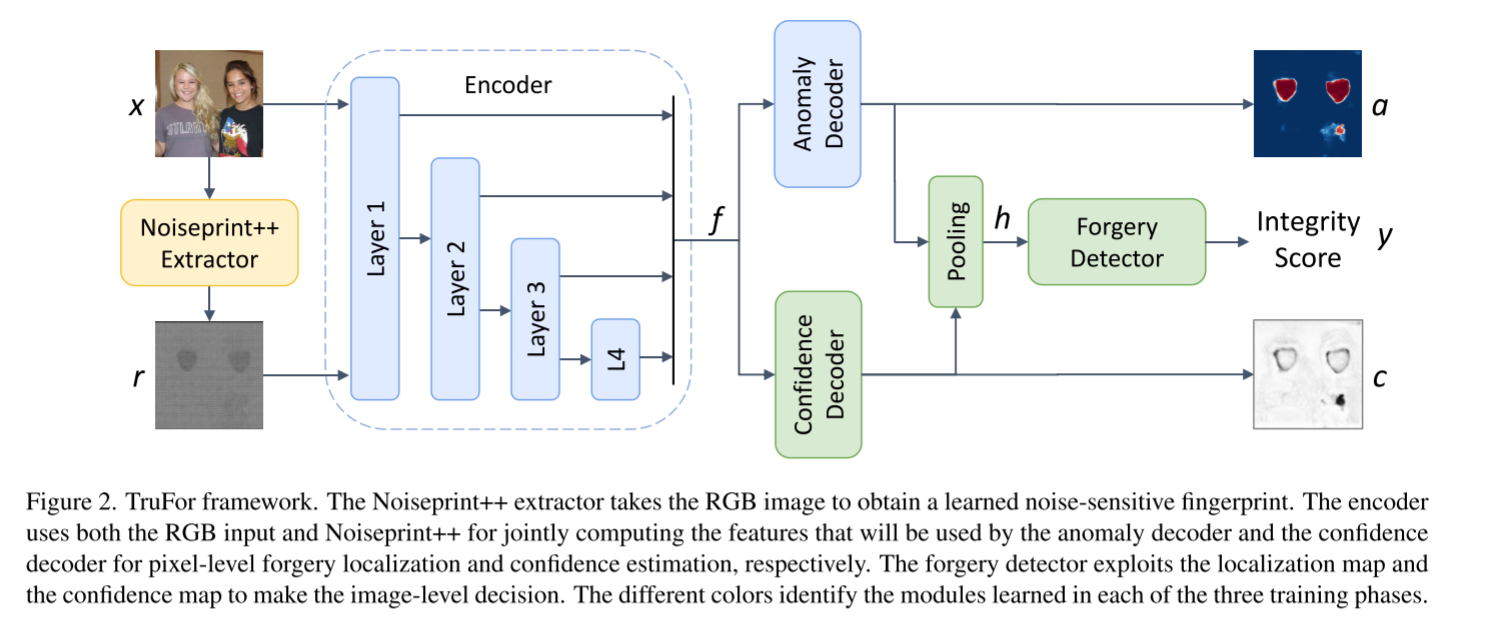 x
Noiseprint++
Extractor
r
Encoder
Layer 1
Layer 2
Layer 3
L4
f
Anomaly
Decoder
Confidence
Decoder
Pooling
h
Forgery
Detector
a
Integrity
Score
y
c
Figure 2. TruFor framework. The Noiseprint++ extractor takes the RGB image to obtain a learned noise-sensitive fingerprint. The encoder
uses both the RGB input and Noiseprint++ for jointly computing the features that will be used by the anomaly decoder and the confidence
decoder for pixel-level forgery localization and confidence estimation, respectively. The forgery detector exploits the localization map and
the confidence map to make the image-level decision. The different colors identify the modules learned in each of the three training phases.